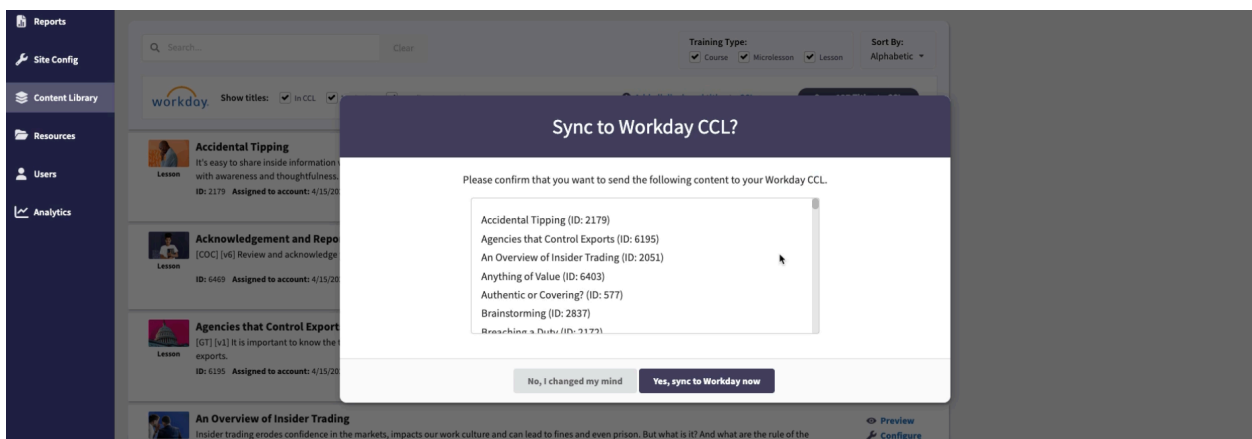 Reports
Site Config
Content Library
Resources
Users
Analytics
Search...
Clear
Training Type:
Course Microlesson Lesson
Sort By:
Alphabetic
workday. Show titles: In CCL
Accidental Tipping
It's easy to share inside information
with awareness and thoughtfulness.
Lesson
ID: 2179 Assigned to account: 4/15/20
Acknowledgement and Repo
[COC] [v6] Review and acknowledge
Lesson
ID: 6469 Assigned to account: 4/15/20
Agencies that Control Export
[GT] [v1] It is important to know the
exports.
Lesson
ID: 6195 Assigned to account: 4/15/20
An Overview of Insider Trading
Insider trading erodes confidence in the markets, impacts our work culture and can lead to fines and even prison. But what is it? And what are the rule of the
Preview
Configure
Sync to Workday CCL?
Please confirm that you want to send the following content to your Workday CCL.
Accidental Tipping (ID: 2179)
Agencies that Control Exports (ID: 6195)
An Overview of Insider Trading (ID: 2051)
Anything of Value (ID: 6403)
Authentic or Covering? (ID: 577)
Brainstorming (ID: 2837)
Breaching a Duty (ID: 2172)
No, I changed my mind
Yes, sync to Workday now